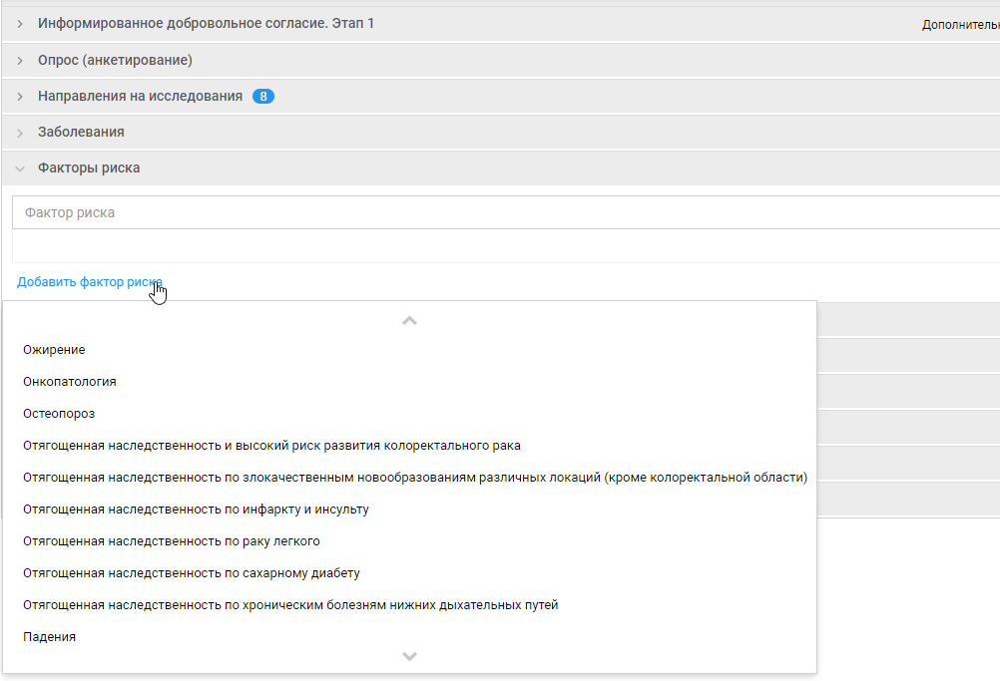 Информированное добровольное согласие. Этап 1
Опрос (анкетирование)
Направления на исследования 8
Заболевания
Факторы риска
Фактор риска
Добавить фактор риска
Ожирение
Онкопатология
Остеопороз
Отягощенная наследственность и высокий риск развития колоректального рака
Отягощенная наследственность по злокачественным новообразованиям различных локаций (кроме колоректальной области)
Отягощенная наследственность по инфаркту и инсульту
Отягощенная наследственность по раку легкого
Отягощенная наследственность по сахарному диабету
Отягощенная наследственность по хроническим болезням нижних дыхательных путей
Падения